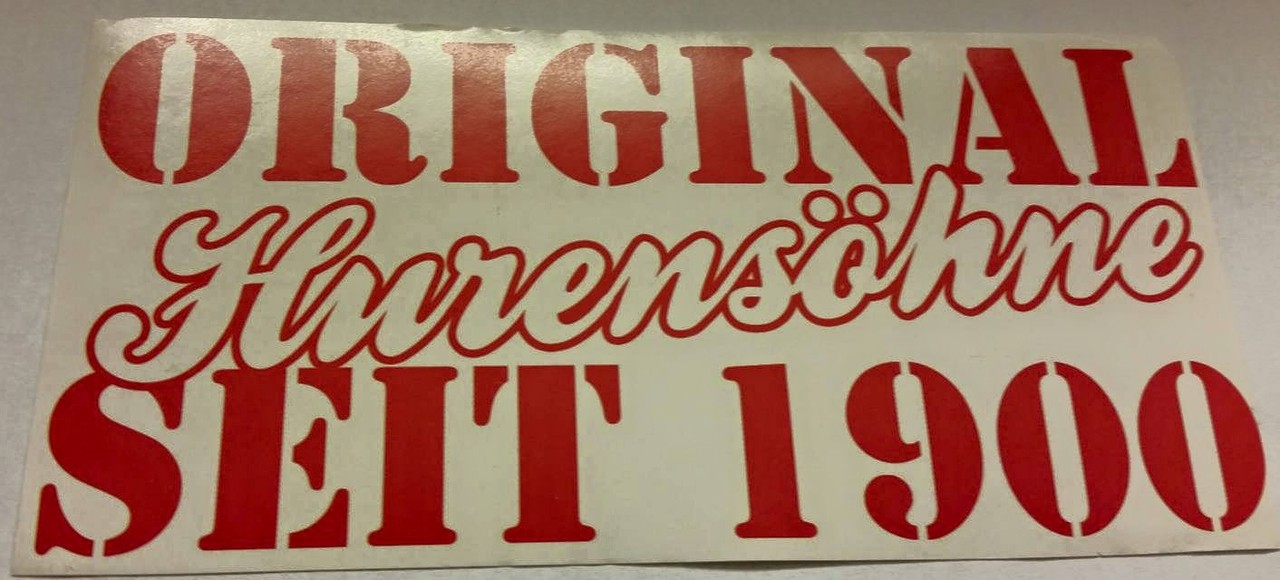 ORIGINAL
Hurensöhne
SEIT 1900